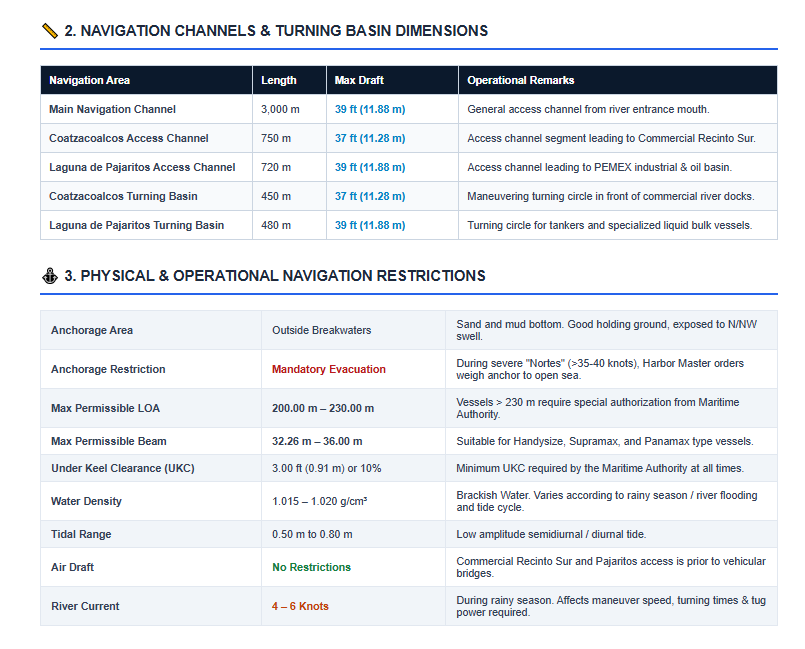 2. NAVIGATION CHANNELS & TURNING BASIN DIMENSIONS
Navigation Area Length Max Draft Operational Remarks
Main Navigation Channel 3,000 m 39 ft (11.88 m) General access channel from river entrance mouth.
Coatzacoalcos Access Channel 750 m 37 ft (11.28 m) Access channel segment leading to Commercial Recinto Sur.
Laguna de Pajaritos Access Channel 720 m 39 ft (11.88 m) Access channel leading to PEMEX industrial & oil basin.
Coatzacoalcos Turning Basin 450 m 37 ft (11.28 m) Maneuvering turning circle in front of commercial river docks.
Laguna de Pajaritos Turning Basin 480 m 39 ft (11.88 m) Turning circle for tankers and specialized liquid bulk vessels.
3. PHYSICAL & OPERATIONAL NAVIGATION RESTRICTIONS
Anchorage Area Outside Breakwaters Sand and mud bottom. Good holding ground, exposed to N/NW
swell.
Anchorage Restriction Mandatory Evacuation During severe "Nortes" (>35-40 knots), Harbor Master orders
weigh anchor to open sea.
Max Permissible LOA 200.00 m – 230.00 m Vessels > 230 m require special authorization from Maritime
Authority.
Max Permissible Beam 32.26 m – 36.00 m Suitable for Handysize, Supramax, and Panamax type vessels.
Under Keel Clearance (UKC) 3.00 ft (0.91 m) or 10% Minimum UKC required by the Maritime Authority at all times.
Water Density 1.015 – 1.020 g/cm³ Brackish Water. Varies according to rainy season / river flooding
and tide cycle.
Tidal Range 0.50 m to 0.80 m Low amplitude semidiurnal / diurnal tide.
Air Draft No Restrictions Commercial Recinto Sur and Pajaritos access is prior to vehicular
bridges.
River Current 4 – 6 Knots During rainy season. Affects maneuver speed, turning times & tug
power required.